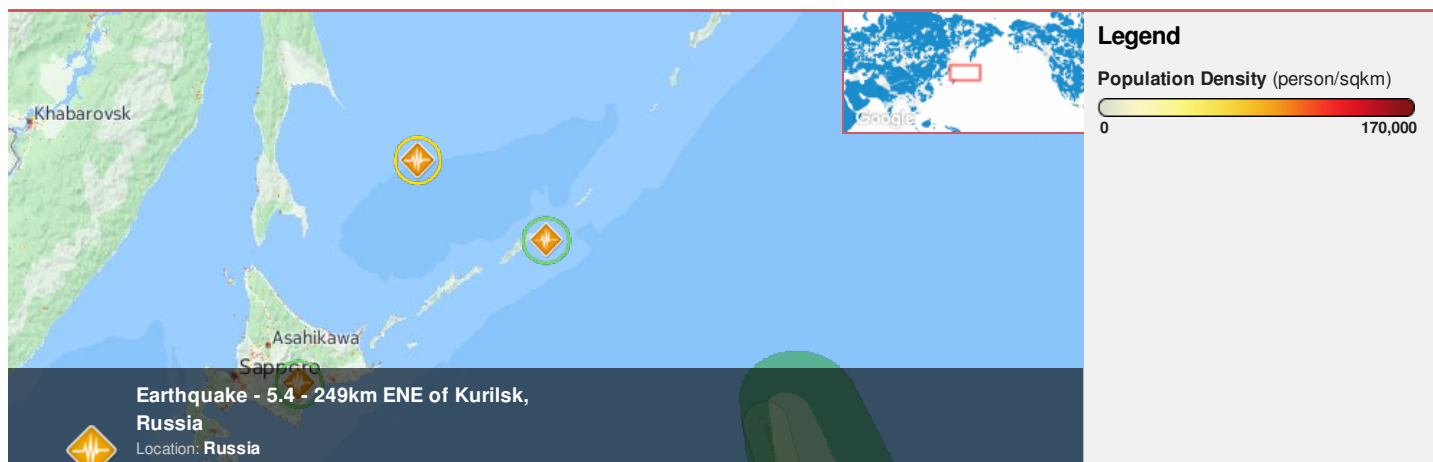 Legend
Population Density (person/sqkm)
0 170,000
Google
Khabarovsk
Asahikawa
Sapporo
Earthquake - 5.4 - 249km ENE of Kurilsk,
Russia
Location: Russia